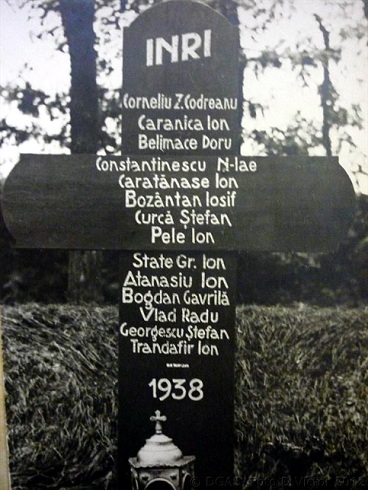 INRI
Corneliu Z. Codreanu
Caranica Ion
Belimace Doru
Constantinescu N-lae
Caratănase Ion
Bozântan Iosif
Curcă Ștefan
Pele Ion
State Gr. Ion
Atanasiu Ion
Bogdan Gavrilă
Vlad Radu
Georgescu Ștefan
Trandafir Ion
1938